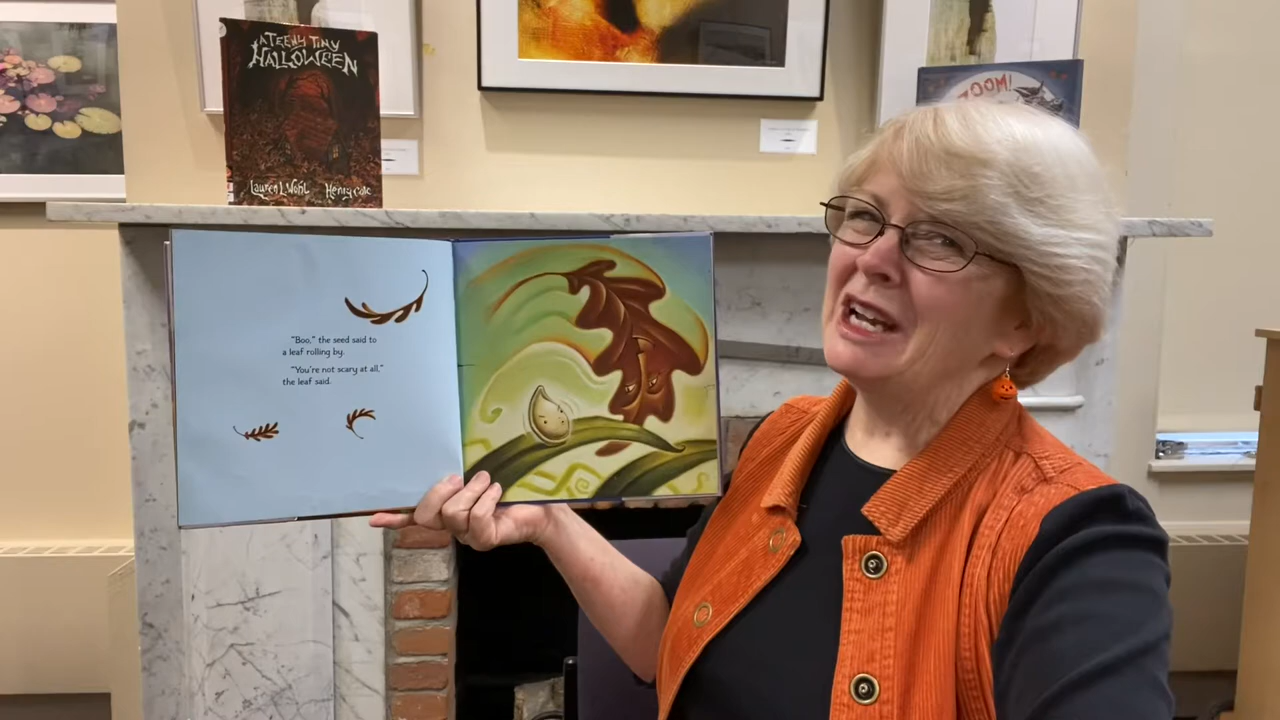 A TEENY TINY
HALLOWEEN
Lauren L. Wohl Henry Cole
"Boo," the seed said to
a leaf rolling by.
"You're not scary at all,"
the leaf said.